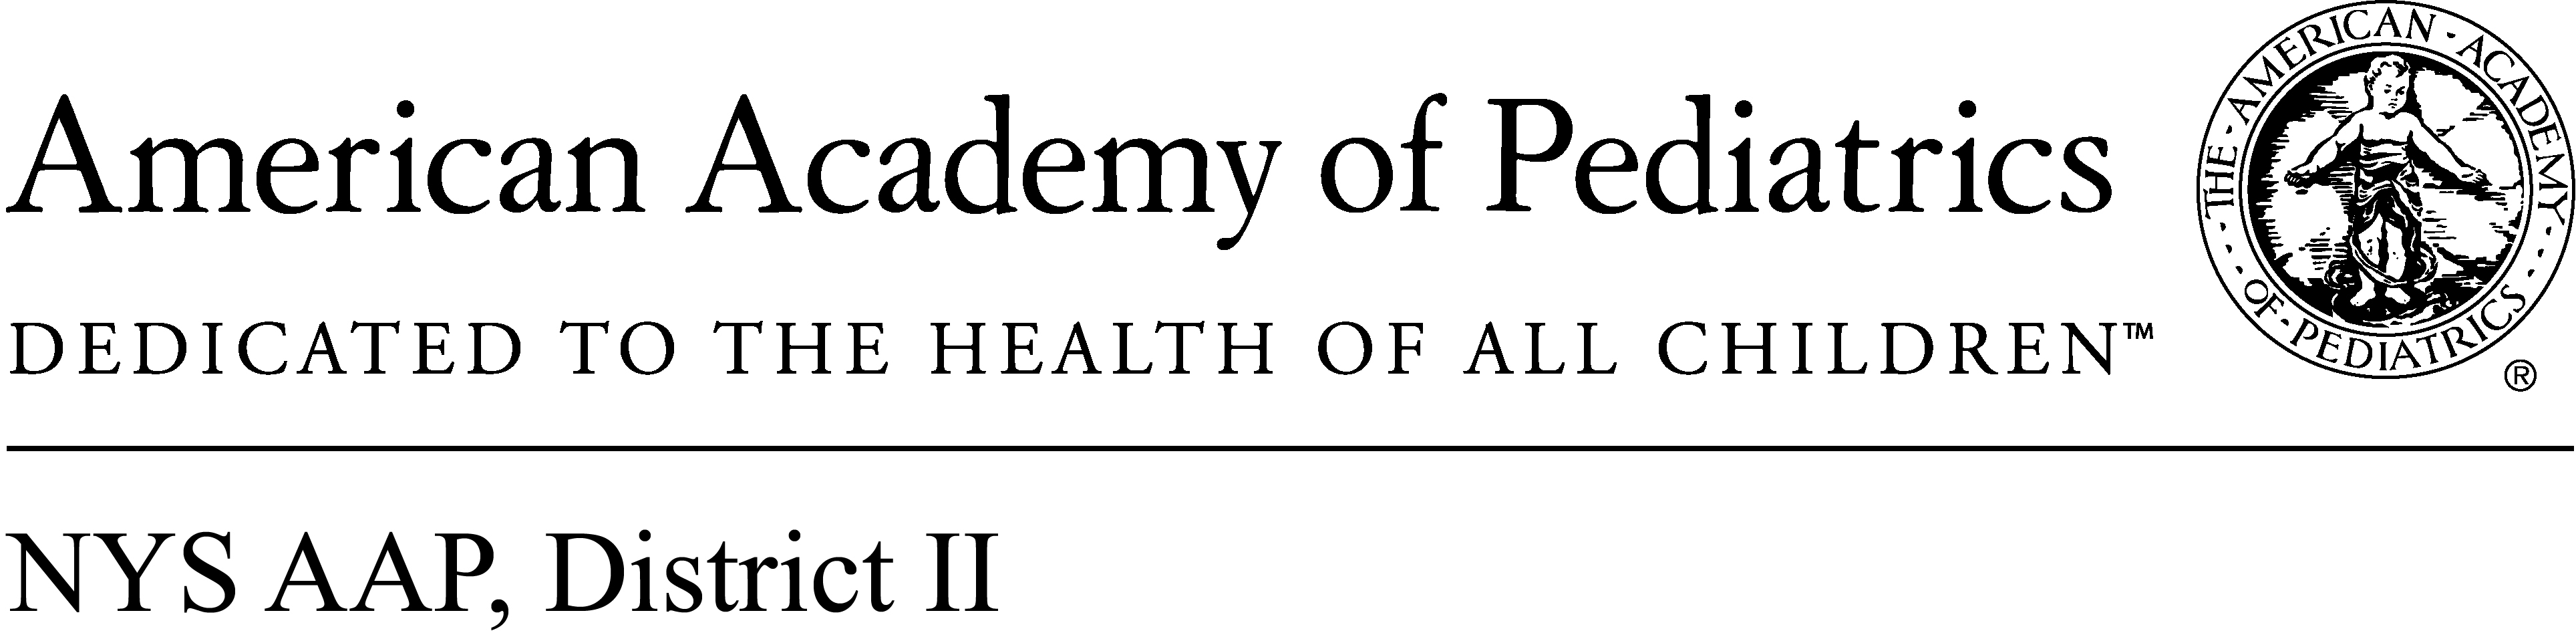 American Academy of Pediatrics
DEDICATED TO THE HEALTH OF ALL CHILDREN™
THE · AMERICAN · ACADEMY · OF · PEDIATRICS
®
NYS AAP, District II